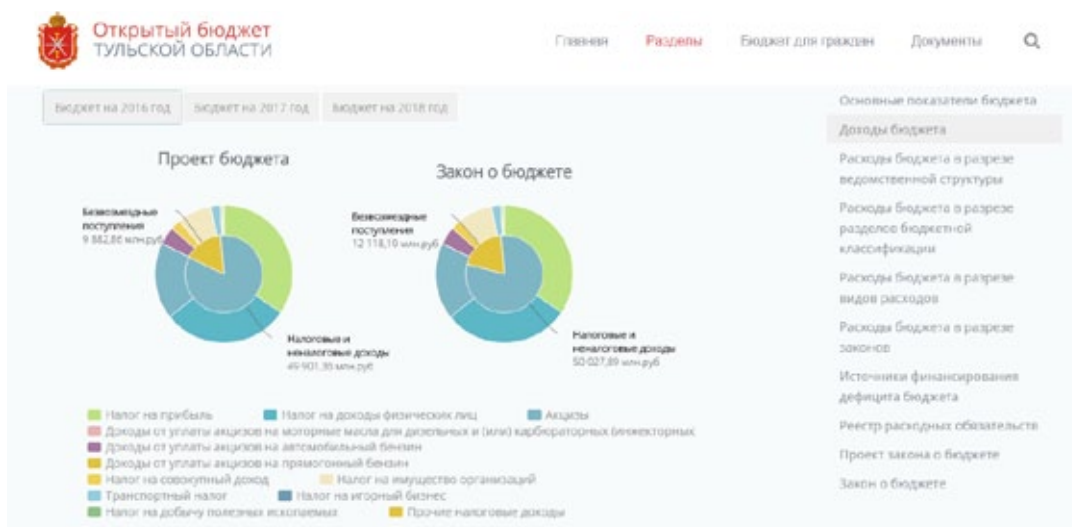 Открытый бюджет
ТУЛЬСКОЙ ОБЛАСТИ
Главная Разделы Бюджет для граждан Документы
Бюджет на 2016 год Бюджет на 2017 год Бюджет на 2018 год
Проект бюджета
Безвозмездные
поступления
9 882,86 млн.руб
Налоговые и
неналоговые доходы
49 901,36 млн.руб
Закон о бюджете
Безвозмездные
поступления
12 118,10 млн.руб
Налоговые и
неналоговые доходы
50 027,89 млн.руб
Налог на прибыль Налог на доходы физических лиц Акцизы
Доходы от уплаты акцизов на моторные масла для дизельных и (или) карбюраторных (инжекторных
Доходы от уплаты акцизов на автомобильный бензин
Доходы от уплаты акцизов на прямогонный бензин
Налог на совокупный доход Налог на имущество организаций
Транспортный налог Налог на игорный бизнес
Налог на добычу полезных ископаемых Прочие налоговые доходы
Основные показатели бюджета
Доходы бюджета
Расходы бюджета в разрезе
ведомственной структуры
Расходы бюджета в разрезе
разделов бюджетной
классификации
Расходы бюджета в разрезе
видов расходов
Расходы бюджета в разрезе
законов
Источники финансирования
дефицита бюджета
Реестр расходных обязательств
Проект закона о бюджете
Закон о бюджете